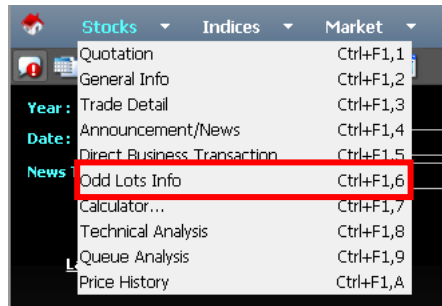 Stocks Indices Market
Quotation Ctrl+F1,1
General Info Ctrl+F1,2
Year: Trade Detail Ctrl+F1,3
Date: Announcement/News Ctrl+F1,4
Direct Business Transaction Ctrl+F1,5
News Odd Lots Info Ctrl+F1,6
Calculator... Ctrl+F1,7
Technical Analysis Ctrl+F1,8
Queue Analysis Ctrl+F1,9
Price History Ctrl+F1,A